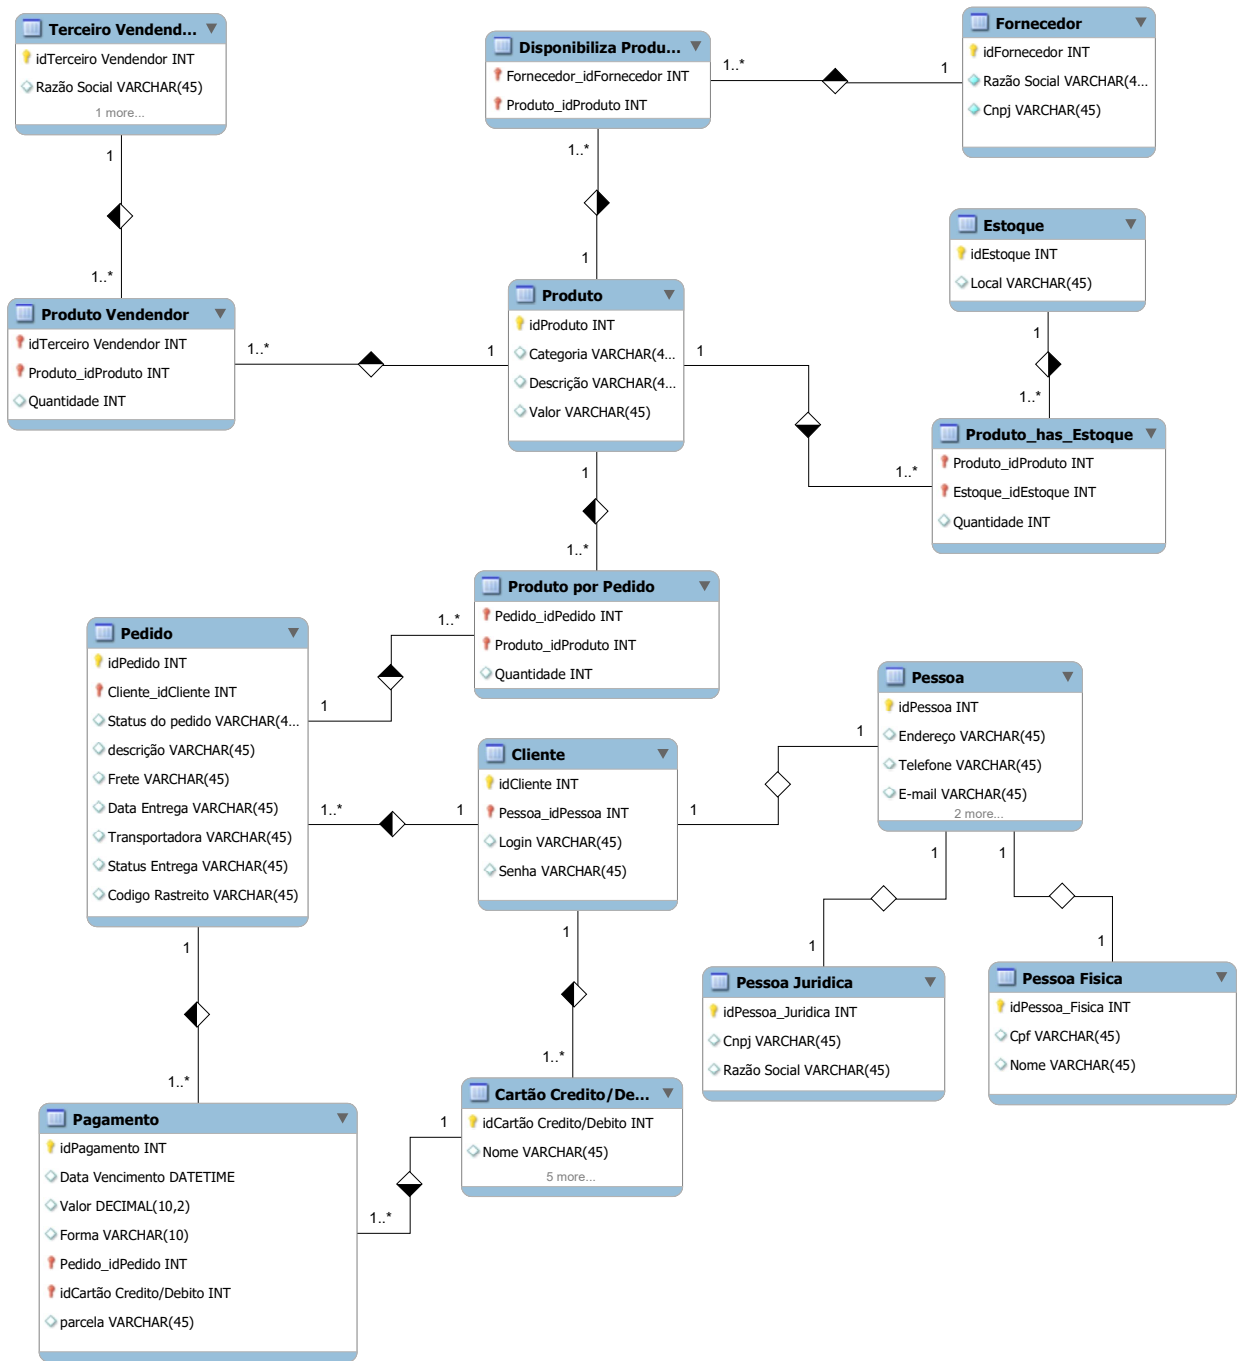 Terceiro Vendend...
idTerceiro Vendendor INT
Razão Social VARCHAR(45)
1 more...
Disponibiliza Produ...
Fornecedor_idFornecedor INT
Produto_idProduto INT
Fornecedor
idFornecedor INT
Razão Social VARCHAR(4...
Cnpj VARCHAR(45)
1..*
1
1
1..*
1..*
1
Estoque
idEstoque INT
Local VARCHAR(45)
Produto Vendendor
idTerceiro Vendendor INT
Produto_idProduto INT
Quantidade INT
1..*
1
Produto
idProduto INT
Categoria VARCHAR(4...
Descrição VARCHAR(4...
Valor VARCHAR(45)
1
1..*
1
1..*
Produto_has_Estoque
Produto_idProduto INT
Estoque_idEstoque INT
Quantidade INT
1
1..*
Produto por Pedido
Pedido_idPedido INT
Produto_idProduto INT
Quantidade INT
1..*
1
Pedido
idPedido INT
Cliente_idCliente INT
Status do pedido VARCHAR(4...
descrição VARCHAR(45)
Frete VARCHAR(45)
Data Entrega VARCHAR(45)
Transportadora VARCHAR(45)
Status Entrega VARCHAR(45)
Codigo Rastreito VARCHAR(45)
1..*
1
Cliente
idCliente INT
Pessoa_idPessoa INT
Login VARCHAR(45)
Senha VARCHAR(45)
1
1
Pessoa
idPessoa INT
Endereço VARCHAR(45)
Telefone VARCHAR(45)
E-mail VARCHAR(45)
2 more...
1
1
1
1
Pessoa Juridica
idPessoa_Juridica INT
Cnpj VARCHAR(45)
Razão Social VARCHAR(45)
Pessoa Fisica
idPessoa_Fisica INT
Cpf VARCHAR(45)
Nome VARCHAR(45)
1
1..*
1
1..*
Cartão Credito/De...
idCartão Credito/Debito INT
Nome VARCHAR(45)
5 more...
1
1..*
Pagamento
idPagamento INT
Data Vencimento DATETIME
Valor DECIMAL(10,2)
Forma VARCHAR(10)
Pedido_idPedido INT
idCartão Credito/Debito INT
parcela VARCHAR(45)